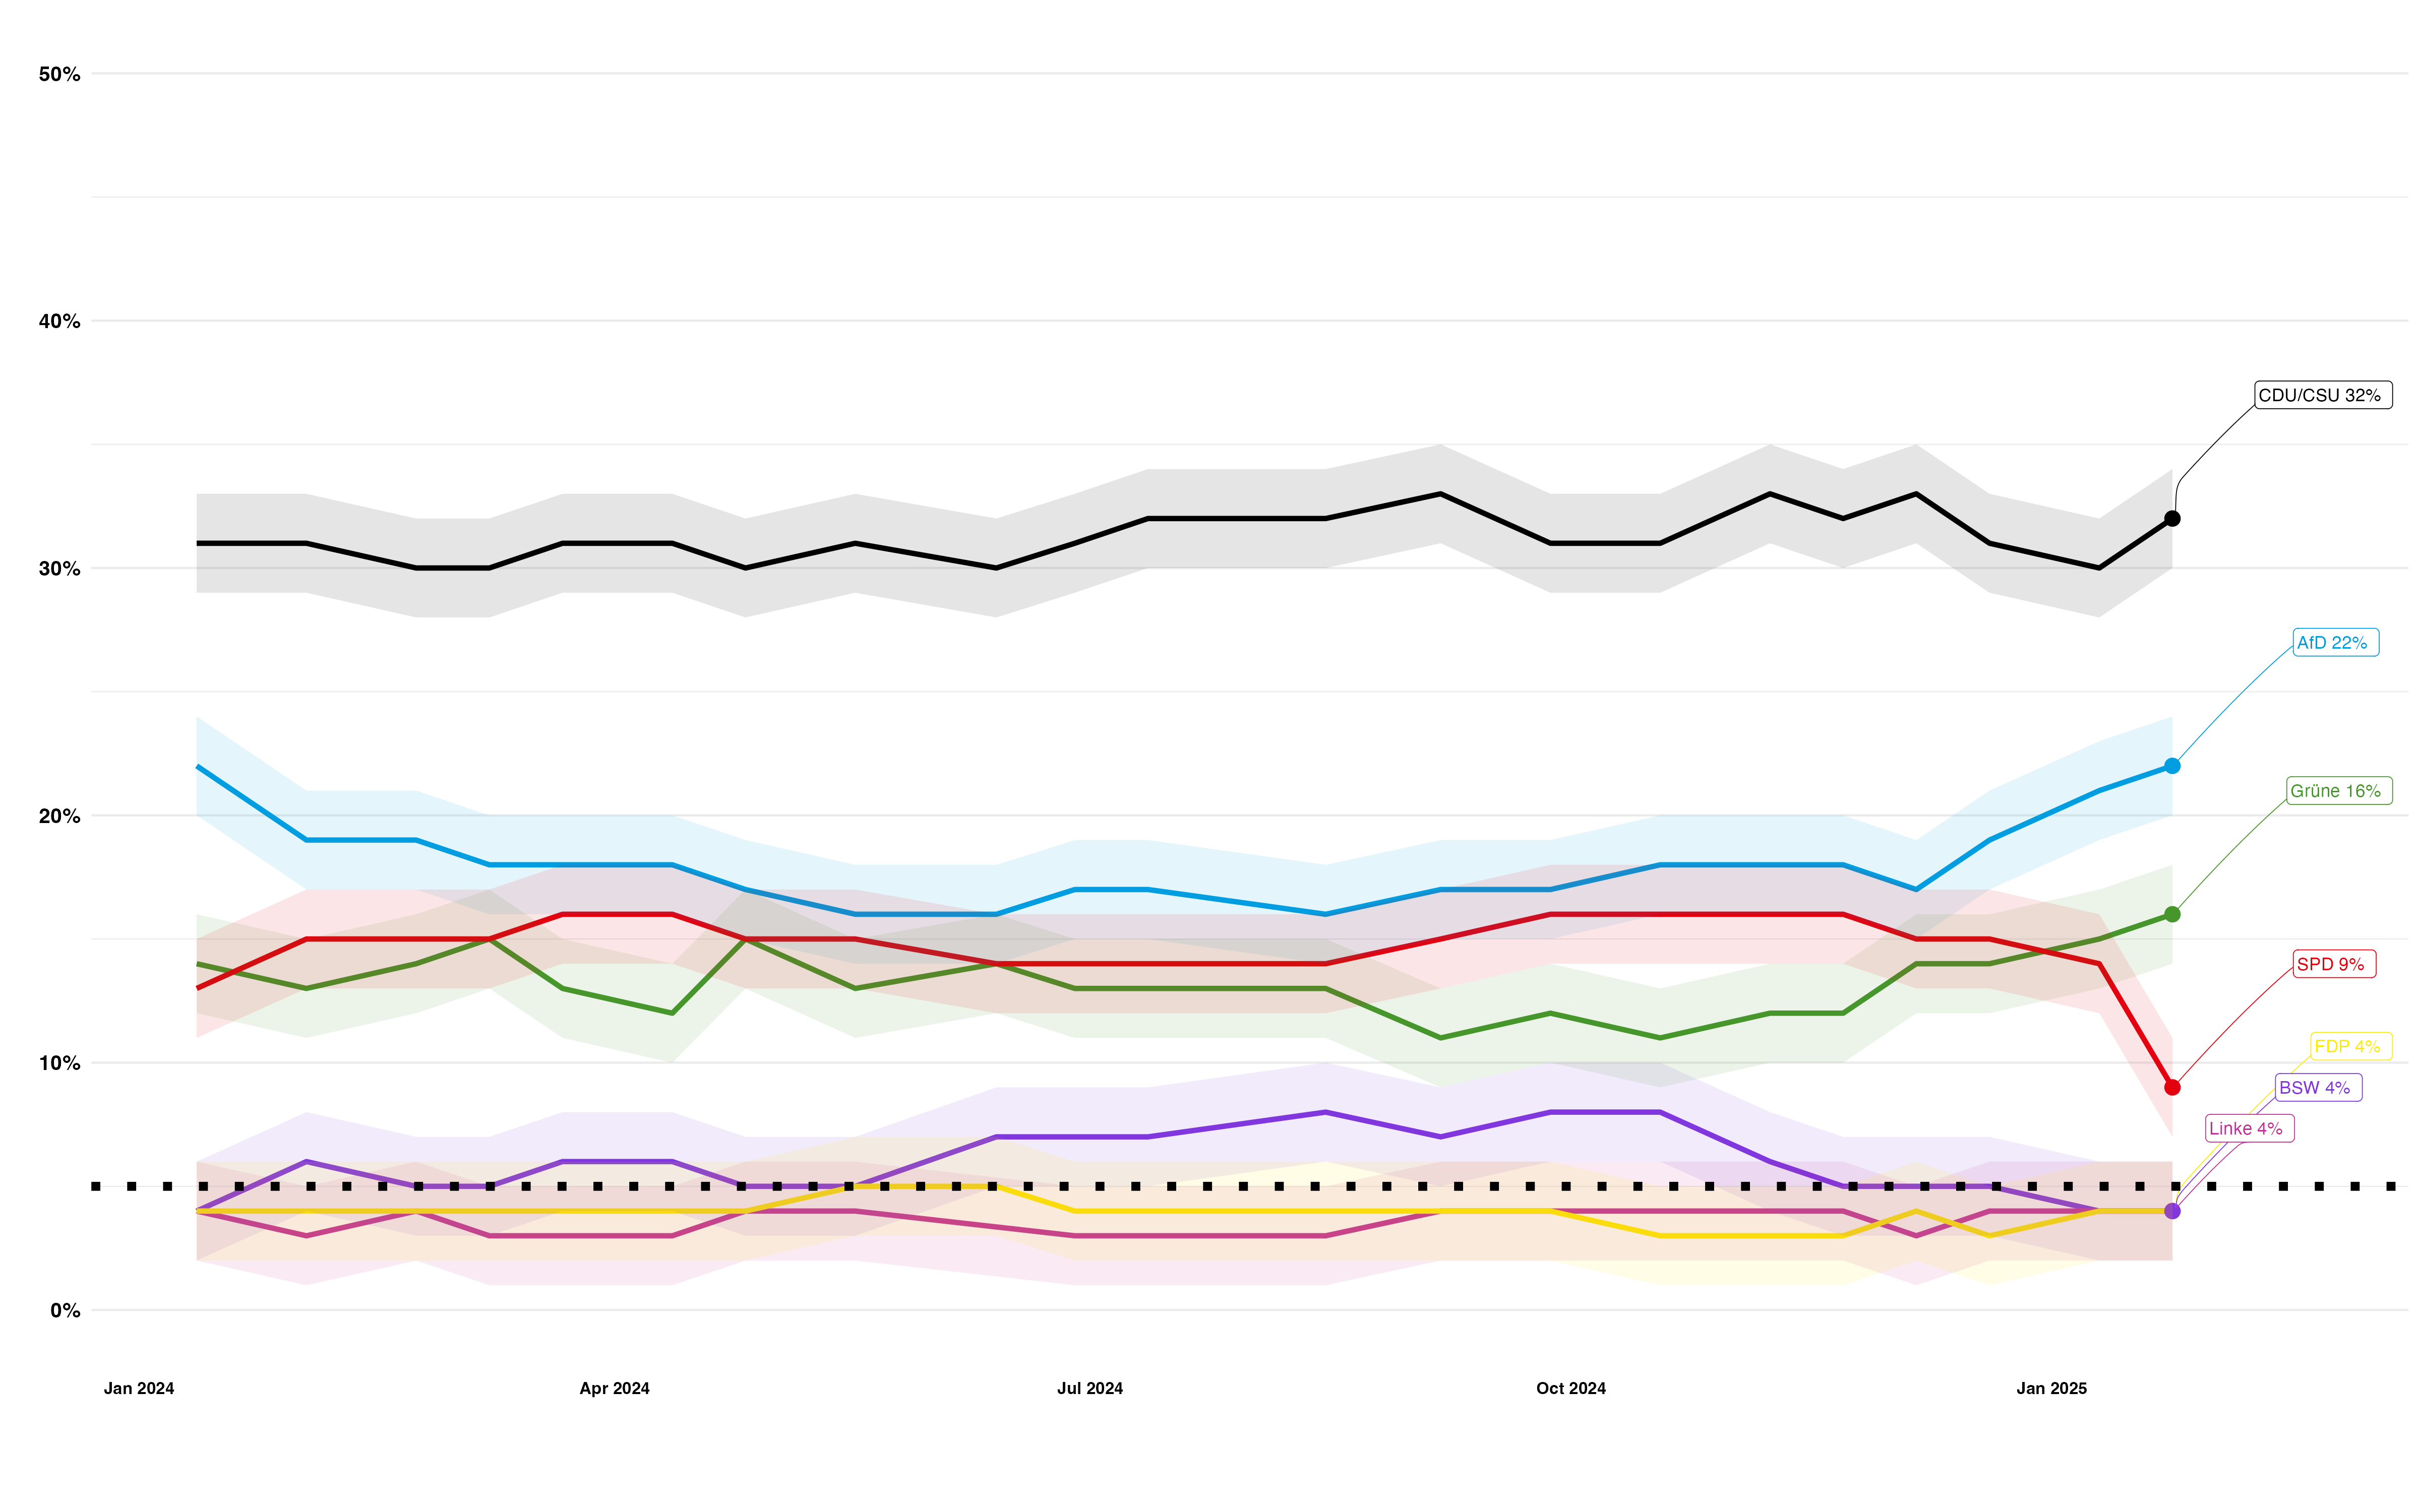 50%
40%
CDU/CSU 32%
30%
AfD 22%
Grüne 16%
20%
SPD 9%
FDP 4%
10%
BSW 4%
Linke 4%
0%
Jan 2024
Apr 2024
Jul 2024
Oct 2024
Jan 2025